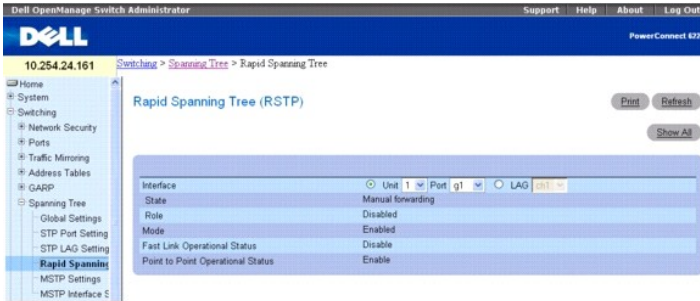 Dell OpenManage Switch Administrator
Support Help About Log Out
DELL
PowerConnect 622
10.254.24.161
Switching > Spanning Tree > Rapid Spanning Tree
Home
System
Switching
Network Security
Ports
Traffic Mirroring
Address Tables
GARP
Spanning Tree
Global Settings
STP Port Setting
STP LAG Setting
Rapid Spanning
MSTP Settings
MSTP Interface S
Rapid Spanning Tree (RSTP)
Print Refresh
Show All
Interface Unit 1 Port g1 LAG ch1
State Manual forwarding
Role Disabled
Mode Enabled
Fast Link Operational Status Disable
Point to Point Operational Status Enable